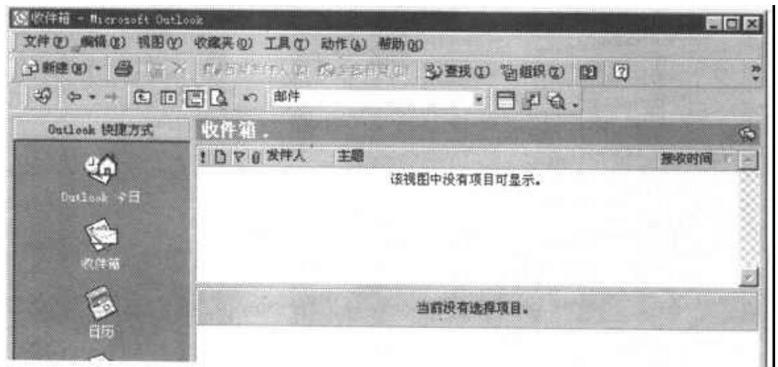 收件箱 - Microsoft Outlook
文件(F) 编辑(E) 视图(V) 收藏夹(O) 工具(T) 动作(A) 帮助(H)
新建(N) 查找(I) 组织(Z)
邮件
Outlook 快捷方式 收件箱.
! 发件人 主题 接收时间
该视图中没有项目可显示。
Outlook 今日
收件箱
当前没有选择项目。
日历